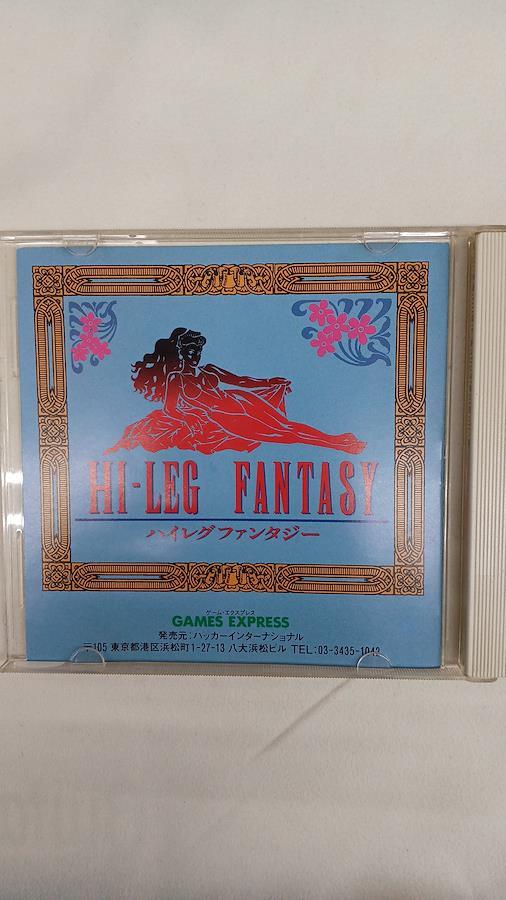 HI-LEG FANTASY
ハイレグファンタジー
ゲーム・エクスプレス
GAMES EXPRESS
発売元:ハッカーインターナショナル
〒105 東京都港区浜松町1-27-13 八大浜松ビル TEL:03-3435-1042